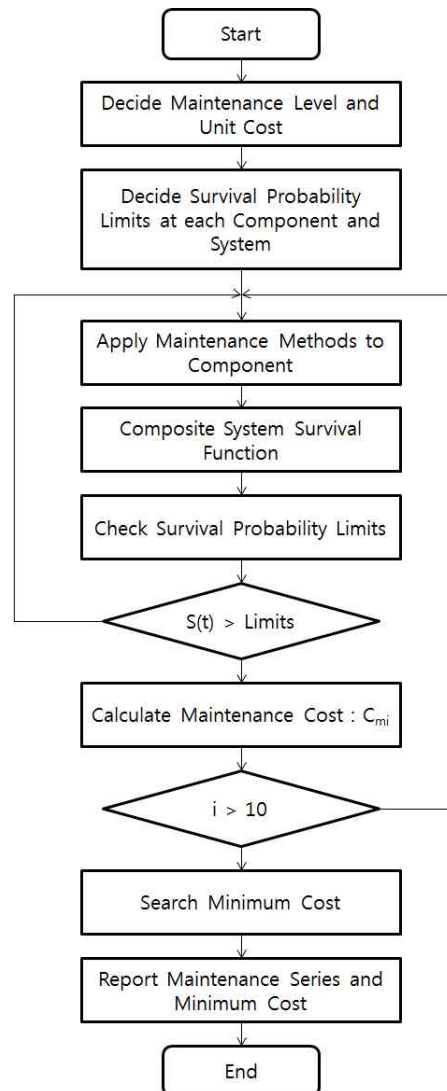 Start
Decide Maintenance Level and
Unit Cost
Decide Survival Probability
Limits at each Component and
System
Apply Maintenance Methods to
Component
Composite System Survival
Function
Check Survival Probability Limits
S(t) > Limits
Calculate Maintenance Cost : Cmi
i > 10
Search Minimum Cost
Report Maintenance Series and
Minimum Cost
End